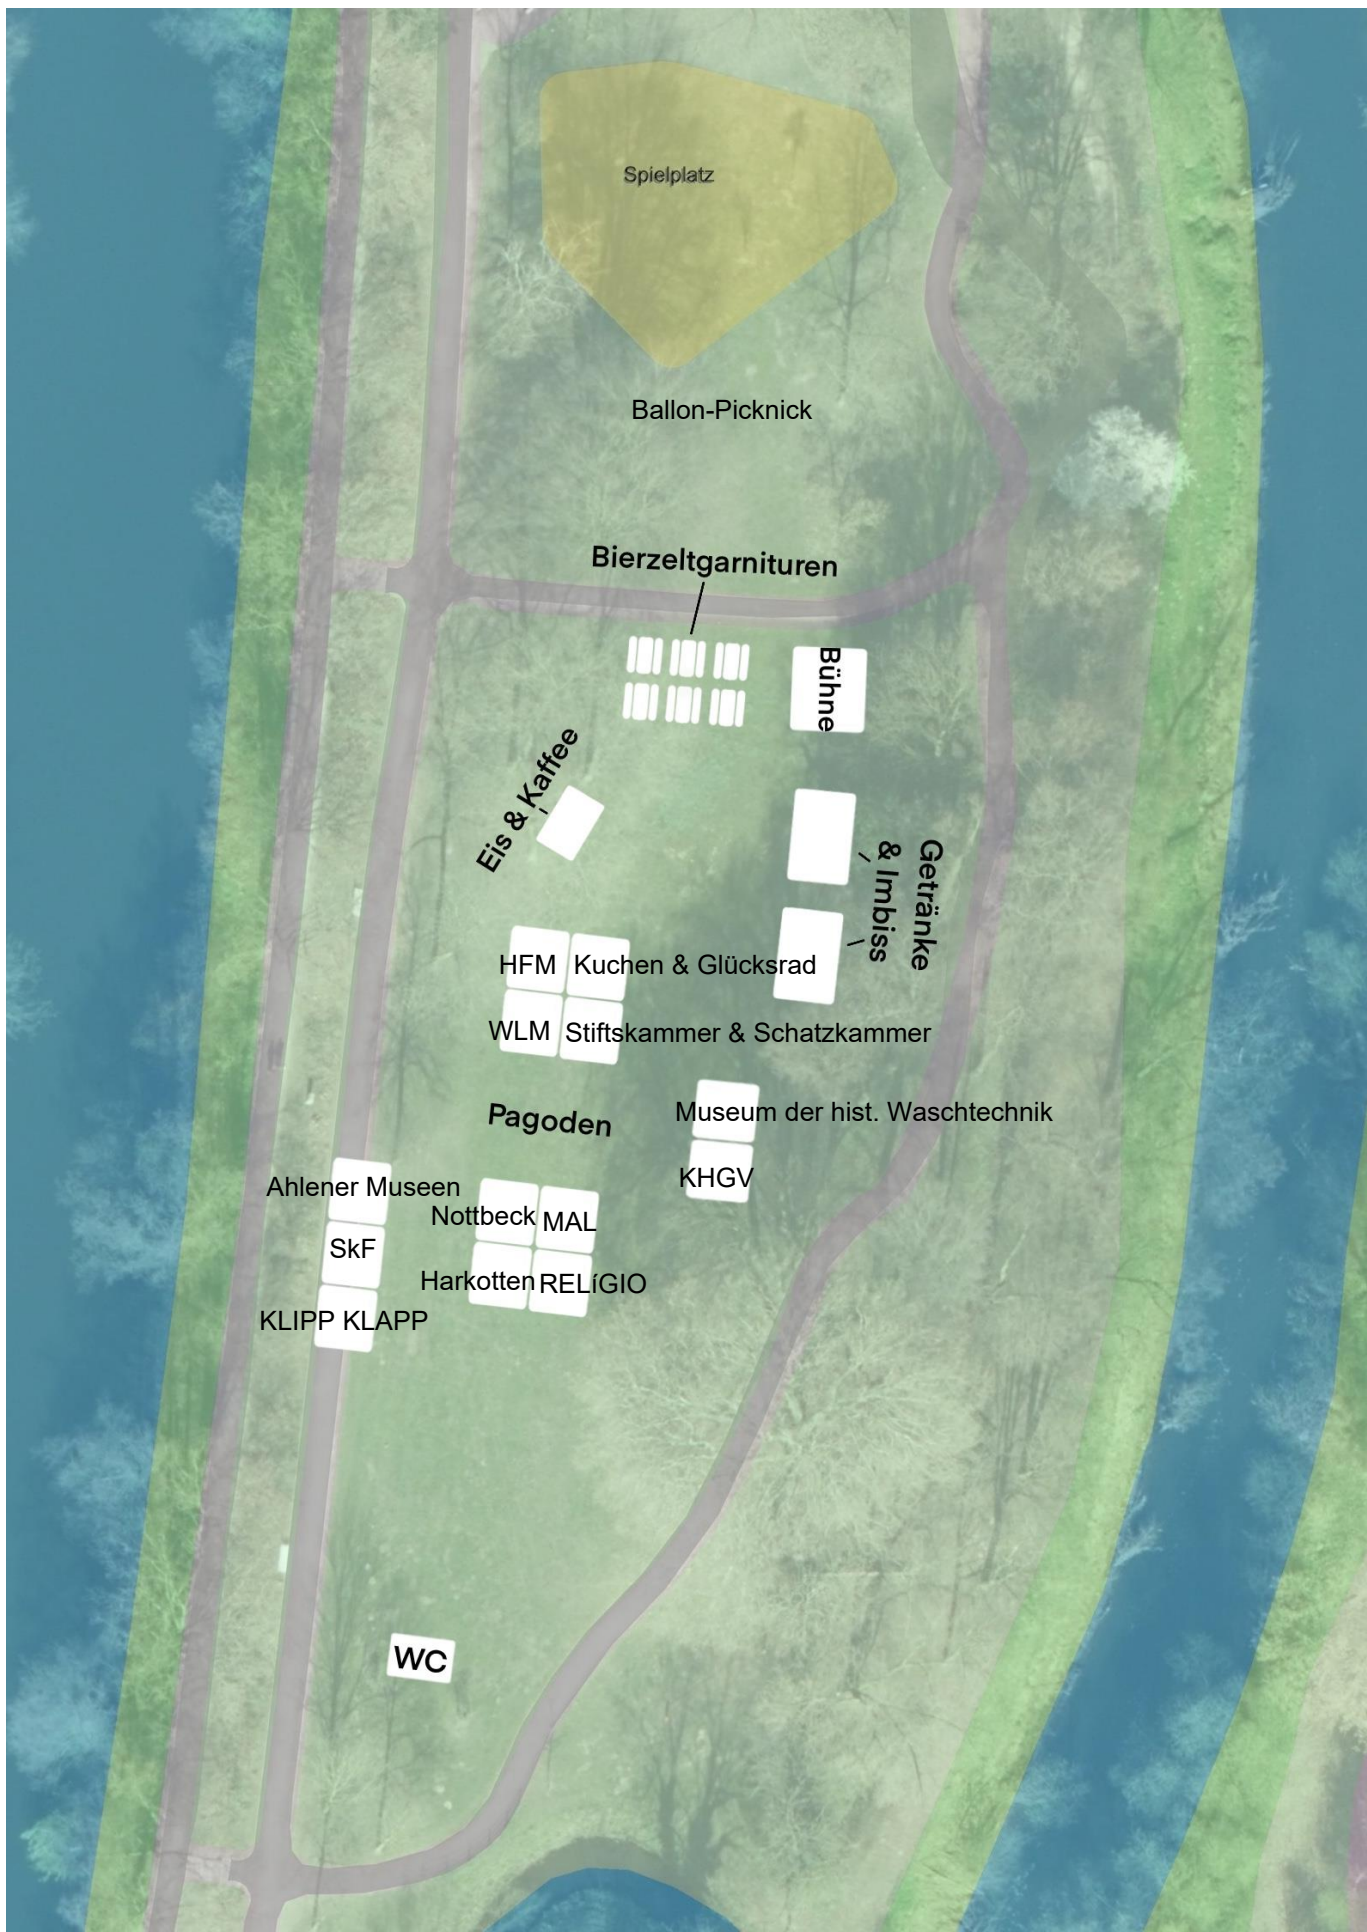 Spielplatz
Ballon-Picknick
Bierzeltgarnituren
Bühne
Eis & Kaffee
Getränke
& Imbiss
HFM
Kuchen & Glücksrad
WLM
Stiftskammer & Schatzkammer
Pagoden
Museum der hist. Waschtechnik
KHGV
Ahlener Museen
Nottbeck
MAL
SkF
Harkotten
RELíGIO
KLIPP KLAPP
WC